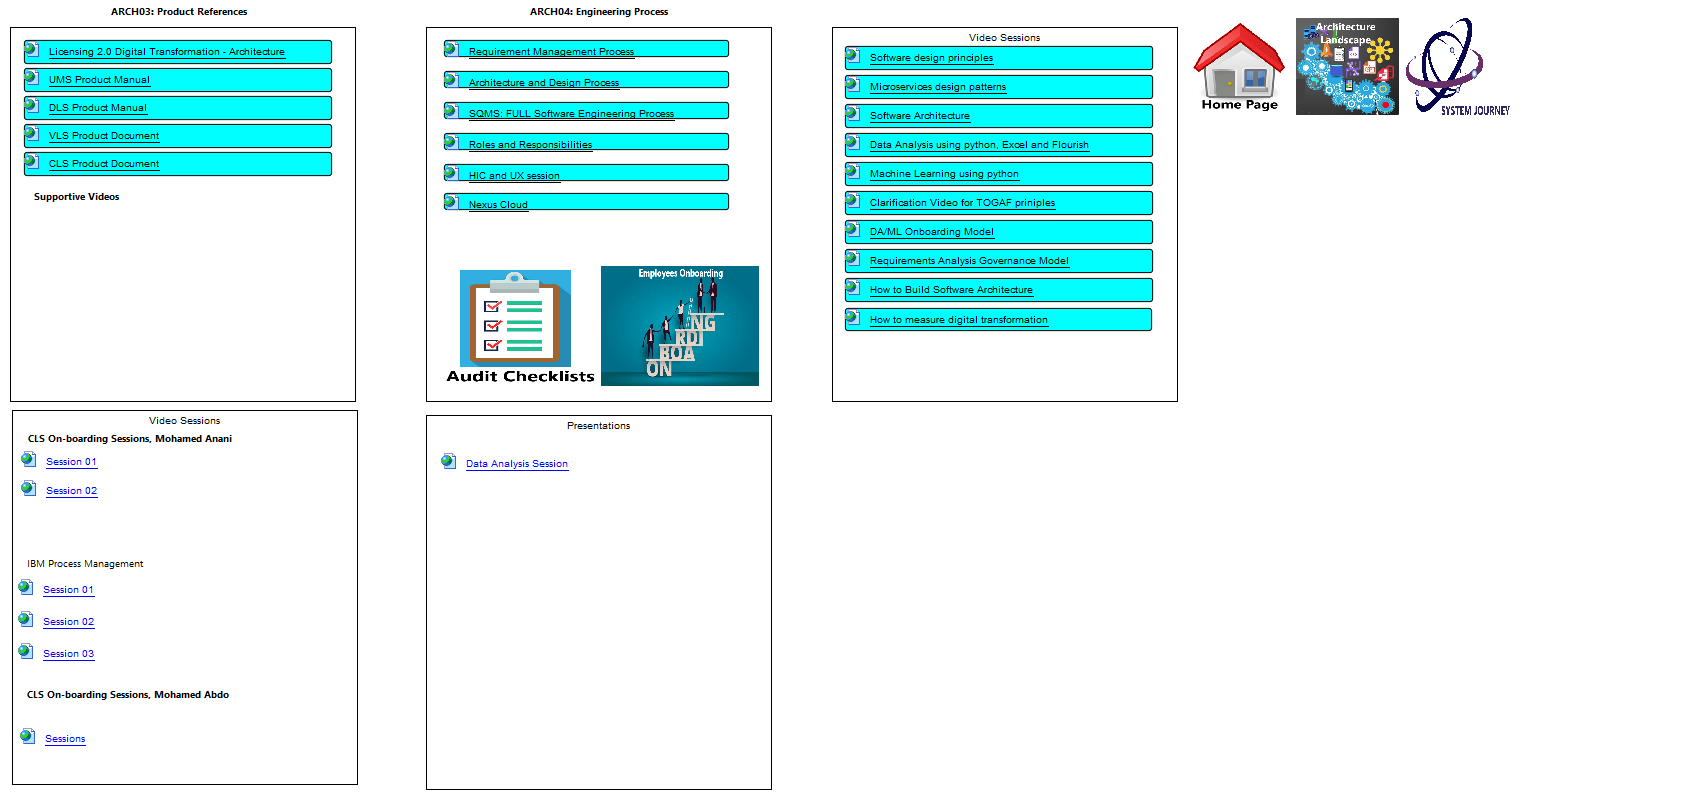 ARCH03: Product References
Licensing 2.0 Digital Transformation - Architecture
UMS Product Manual
DLS Product Manual
VLS Product Document
CLS Product Document
Supportive Videos
ARCH04: Engineering Process
Requirement Management Process
Architecture and Design Process
SQMS: FULL Software Engineering Process
Roles and Responsibilities
HIC and UX session
Nexus Cloud
Audit Checklists
Employees Onboarding
NG
RDI
BOA
ON
Video Sessions
Software design principles
Microservices design patterns
Software Architecture
Data Analysis using python, Excel and Flourish
Machine Learning using python
Clarification Video for TOGAF priniples
DA/ML Onboarding Model
Requirements Analysis Governance Model
How to Build Software Architecture
How to measure digital transformation
Home Page
Architecture
Landscape
SYSTEM JOURNEY
Video Sessions
CLS On-boarding Sessions, Mohamed Anani
Session 01
Session 02
IBM Process Management
Session 01
Session 02
Session 03
CLS On-boarding Sessions, Mohamed Abdo
Sessions
Presentations
Data Analysis Session